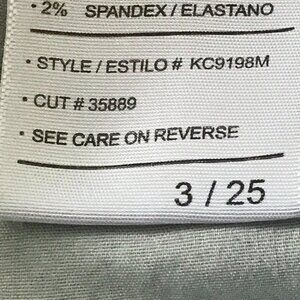 • 2% SPANDEX / ELASTANO
• STYLE / ESTILO # KC9198M
• CUT # 35889
• SEE CARE ON REVERSE
3 / 25